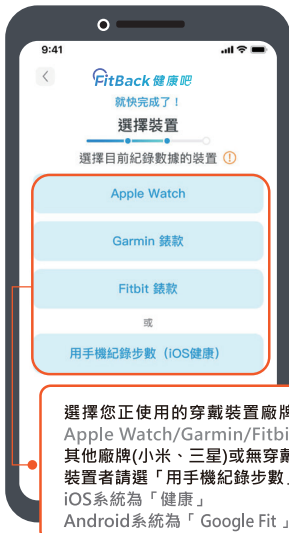 9:41
FitBack 健康吧
就快完成了！
選擇裝置
選擇目前紀錄數據的裝置
Apple Watch
Garmin 錶款
Fitbit 錶款
或
用手機紀錄步數（iOS健康）
選擇您正使用的穿戴裝置廠牌
Apple Watch/Garmin/Fitbi
其他廠牌(小米、三星)或無穿戴
裝置者請選「用手機紀錄步數」
iOS系統為「健康」
Android系統為「Google Fit」